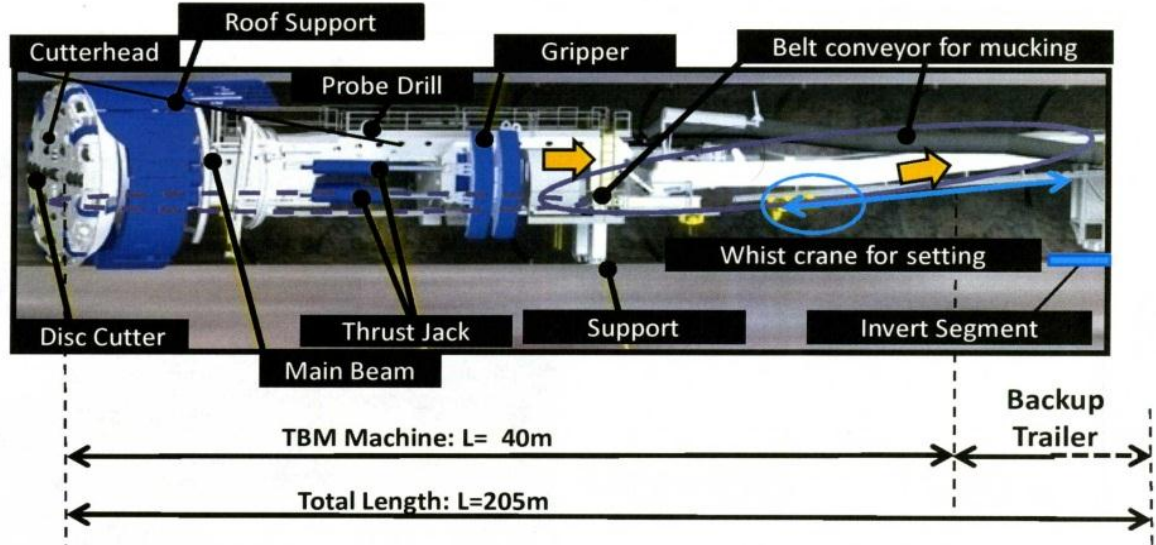 Roof Support
Cutterhead
Gripper
Belt conveyor for mucking
Probe Drill
Whist crane for setting
Disc Cutter
Thrust Jack
Support
Invert Segment
Main Beam
Backup
Trailer
TBM Machine: L= 40m
Total Length: L=205m